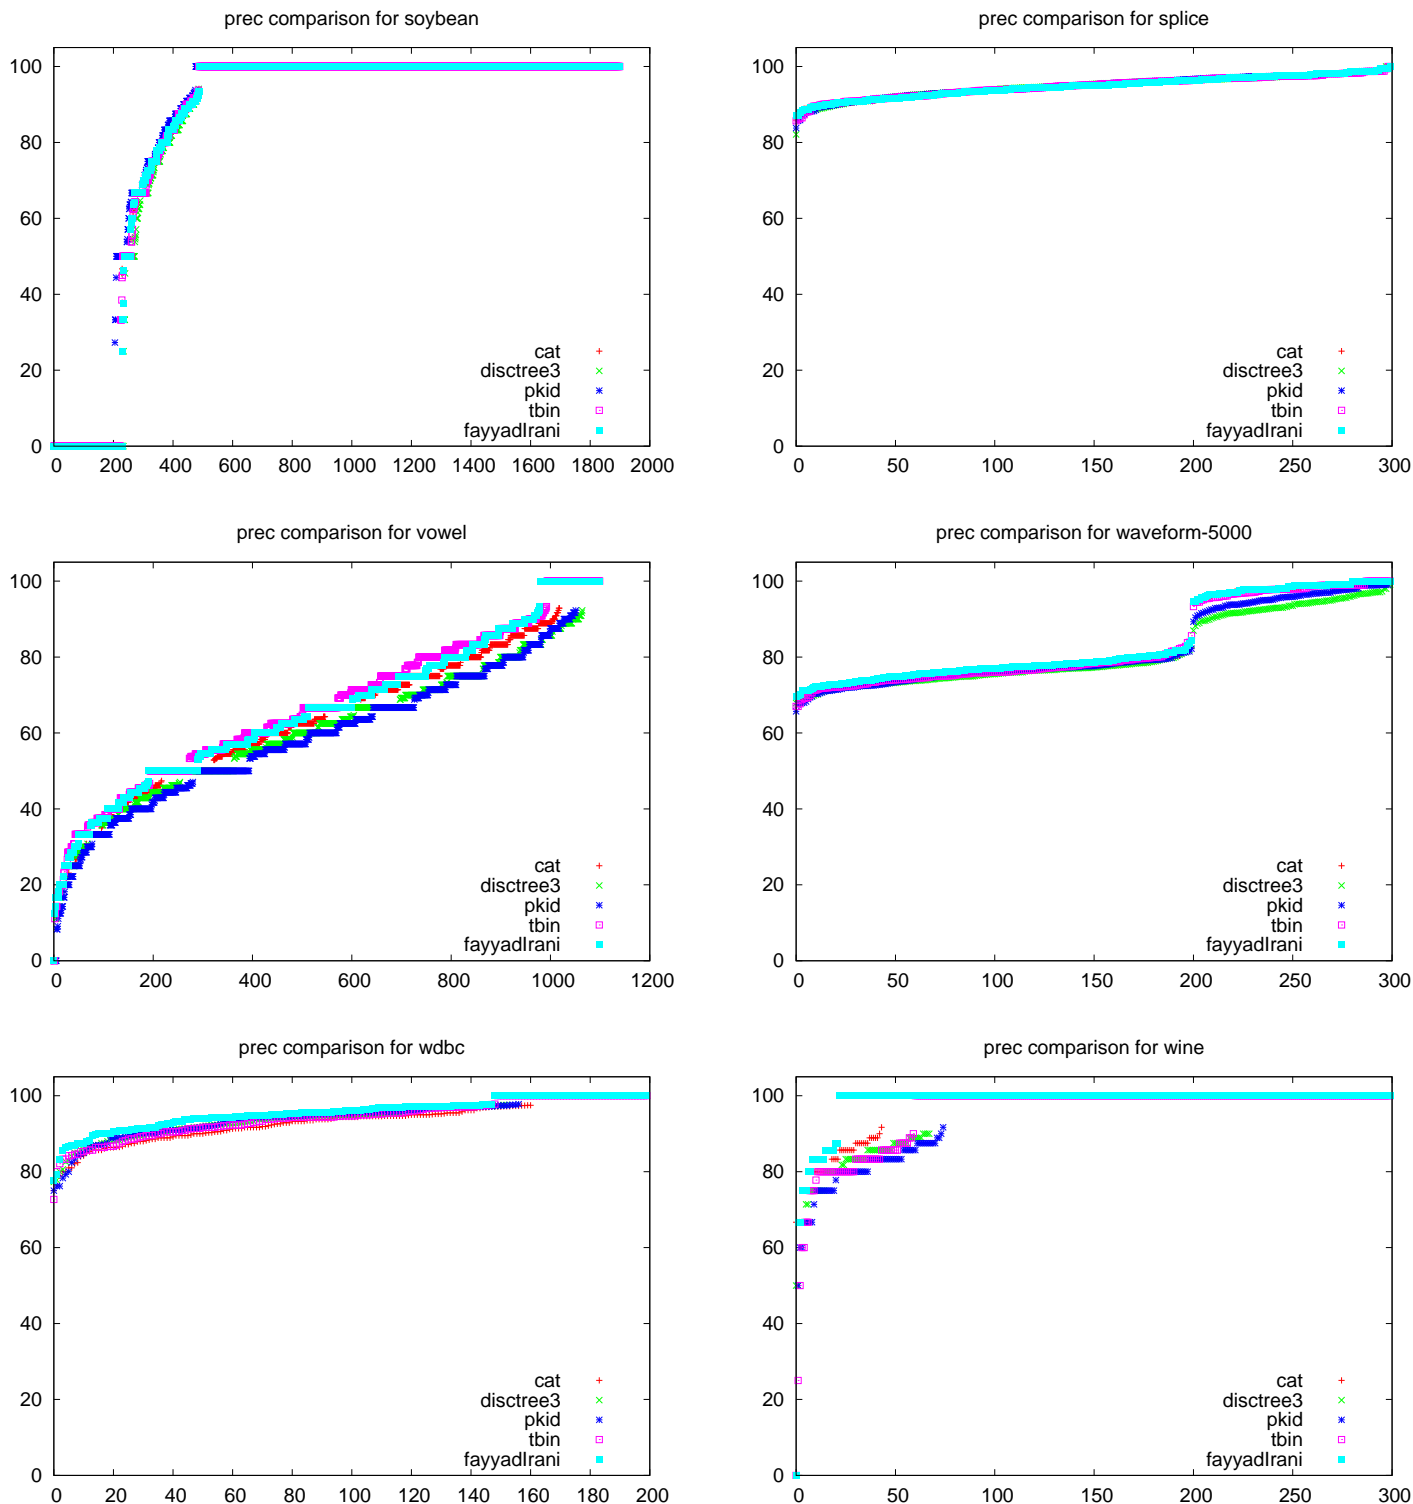 prec comparison for soybean
100
80
60
40
20
0
cat
disctree3
pkid
tbin
fayyadIrani
0 200 400 600 800 1000 1200 1400 1600 1800 2000
prec comparison for splice
100
80
60
40
20
0
cat
disctree3
pkid
tbin
fayyadIrani
0 50 100 150 200 250 300
prec comparison for vowel
100
80
60
40
20
0
cat
disctree3
pkid
tbin
fayyadIrani
0 200 400 600 800 1000 1200
prec comparison for waveform-5000
100
80
60
40
20
0
cat
disctree3
pkid
tbin
fayyadIrani
0 50 100 150 200 250 300
prec comparison for wdbc
100
80
60
40
20
0
cat
disctree3
pkid
tbin
fayyadIrani
0 20 40 60 80 100 120 140 160 180 200
prec comparison for wine
100
80
60
40
20
0
cat
disctree3
pkid
tbin
fayyadIrani
0 50 100 150 200 250 300